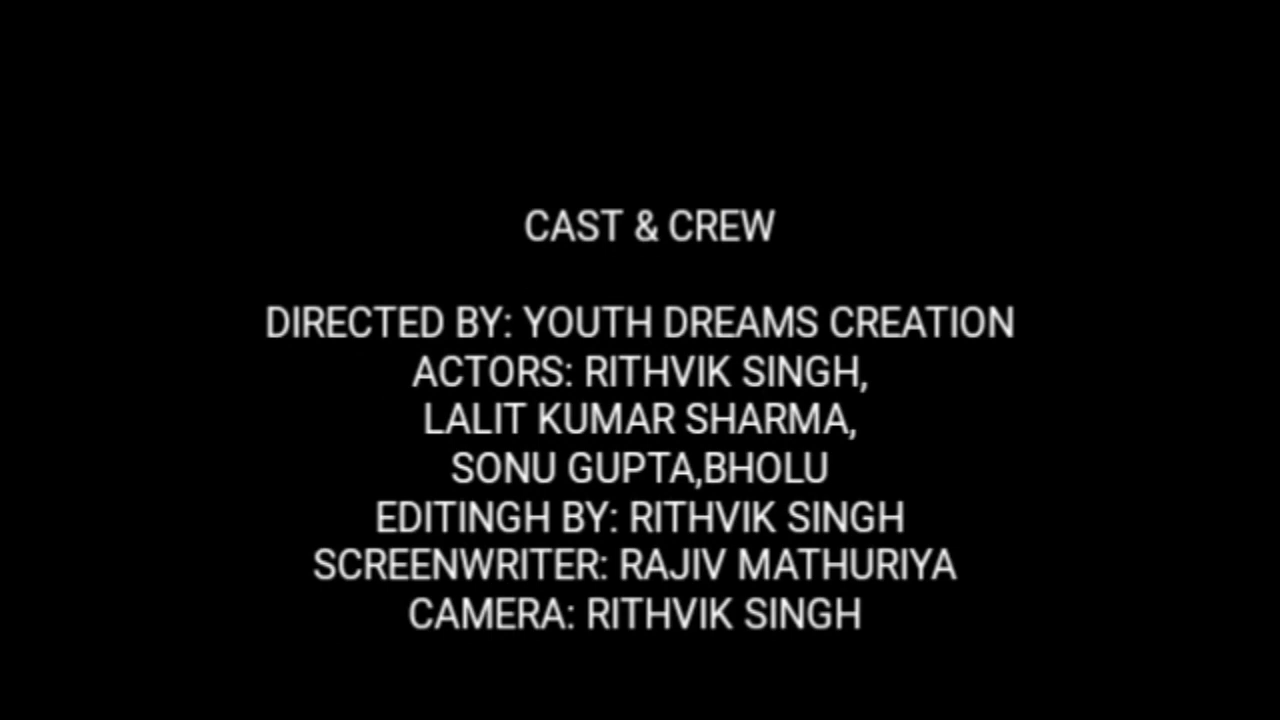 CAST & CREW
DIRECTED BY: YOUTH DREAMS CREATION
ACTORS: RITHVIK SINGH,
LALIT KUMAR SHARMA,
SONU GUPTA,BHOLU
EDITINGH BY: RITHVIK SINGH
SCREENWRITER: RAJIV MATHURIYA
CAMERA: RITHVIK SINGH